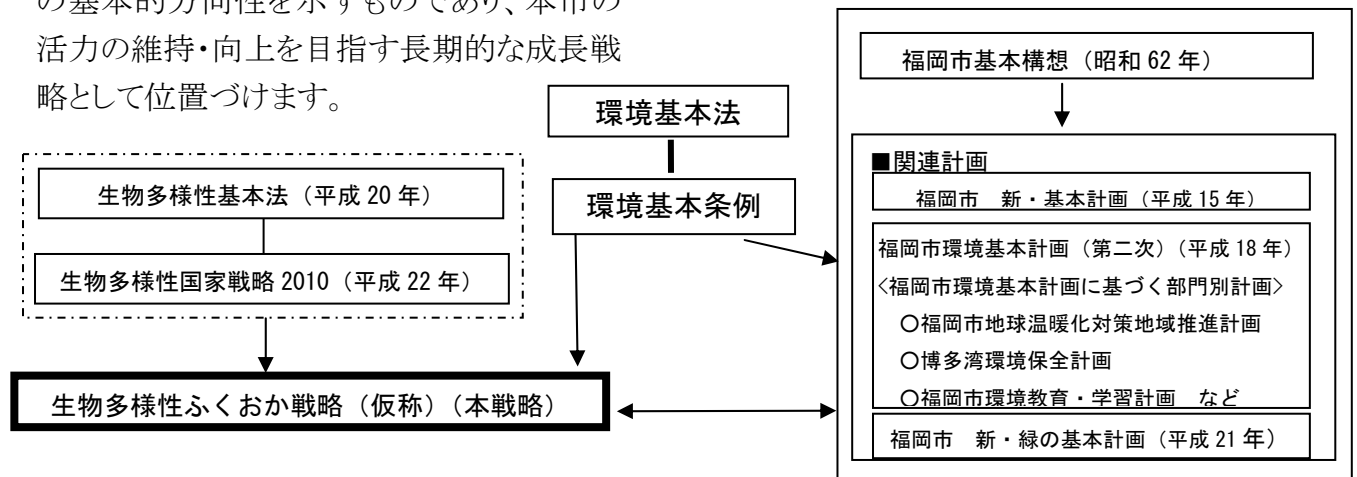 の基本的方向性を示すものであり、本市の
活力の維持・向上を目指す長期的な成長戦
略として位置づけます。
環境基本法
環境基本条例
生物多様性基本法（平成 20 年）
生物多様性国家戦略 2010（平成 22 年）
生物多様性ふくおか戦略（仮称）（本戦略）
福岡市基本構想（昭和 62 年）
■関連計画
福岡市　新・基本計画（平成 15 年）
福岡市環境基本計画（第二次）（平成 18 年）
<福岡市環境基本計画に基づく部門別計画>
○福岡市地球温暖化対策地域推進計画
○博多湾環境保全計画
○福岡市環境教育・学習計画　など
福岡市　新・緑の基本計画（平成 21 年）